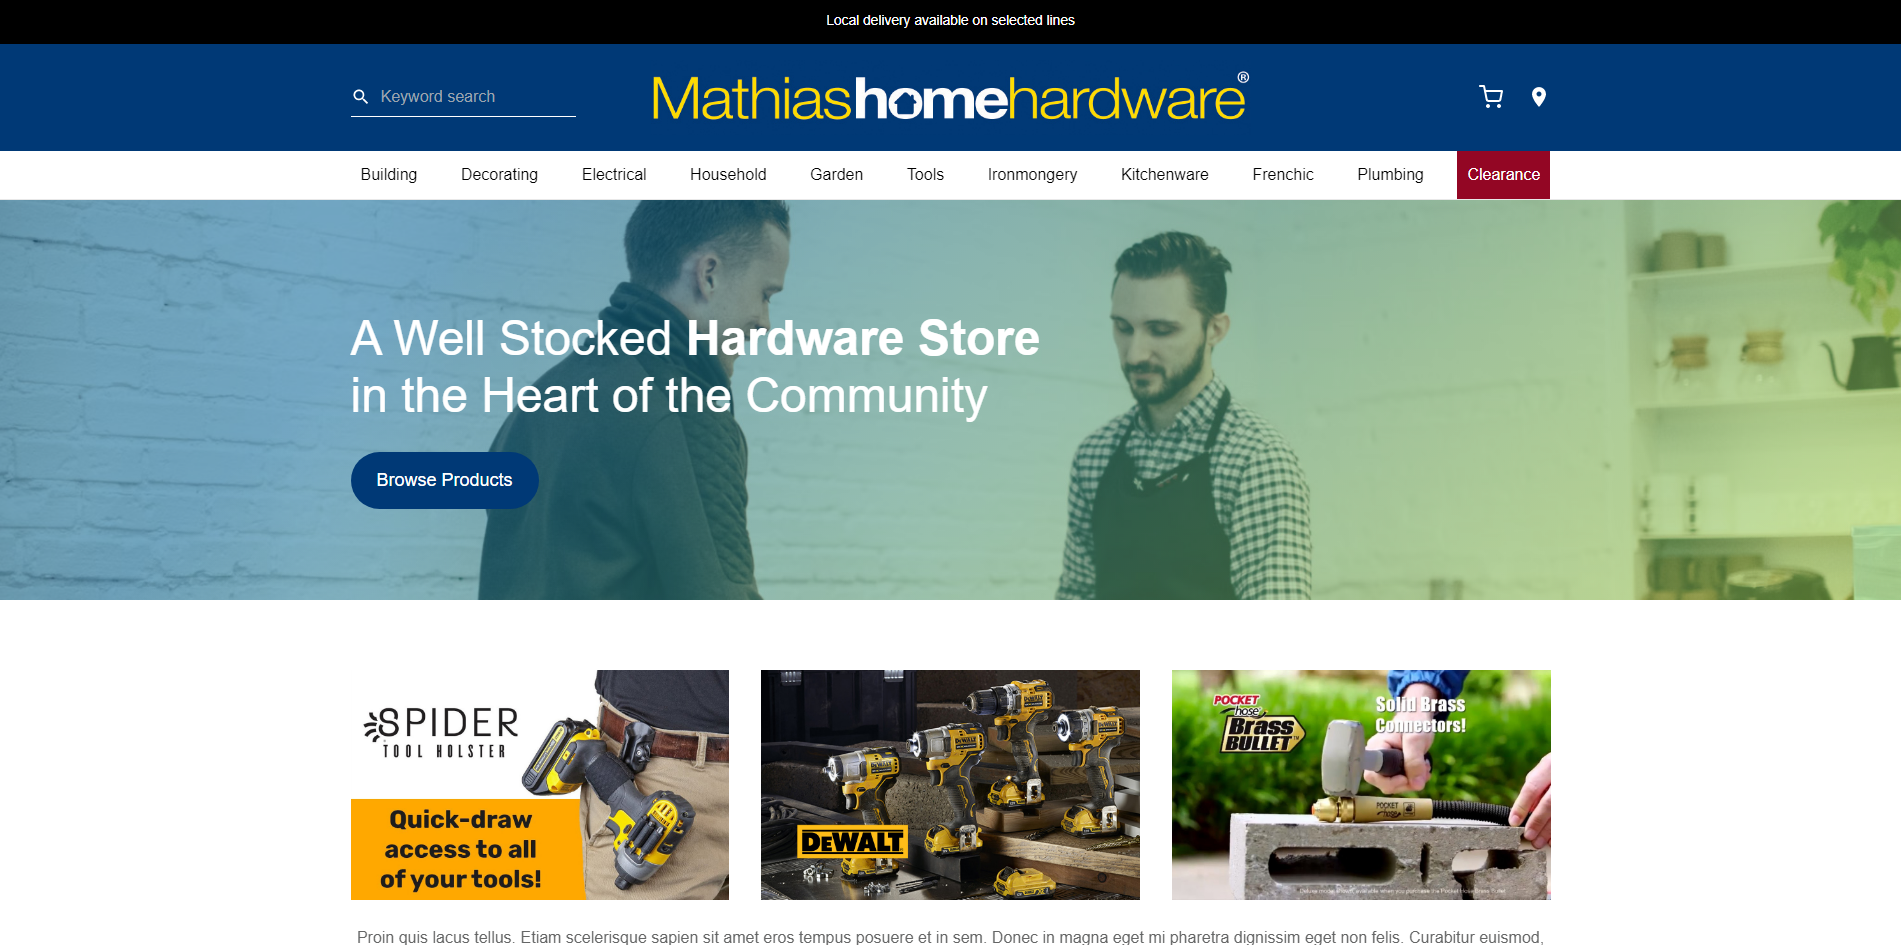 Local delivery available on selected lines
Keyword search
Mathiashomehardware®
Building Decorating Electrical Household Garden Tools Ironmongery Kitchenware Frenchic Plumbing Clearance
A Well Stocked Hardware Store
in the Heart of the Community
Browse Products
SPIDER
TOOL HOLSTER
Quick-draw
access to all
of your tools!
DEWALT
POCKET
hose
Brass
BULLET™
Solid Brass
Connectors!
POCKET
hose
Proin quis lacus tellus. Etiam scelerisque sapien sit amet eros tempus posuere et in sem. Donec in magna eget mi pharetra dignissim eget non felis. Curabitur euismod,